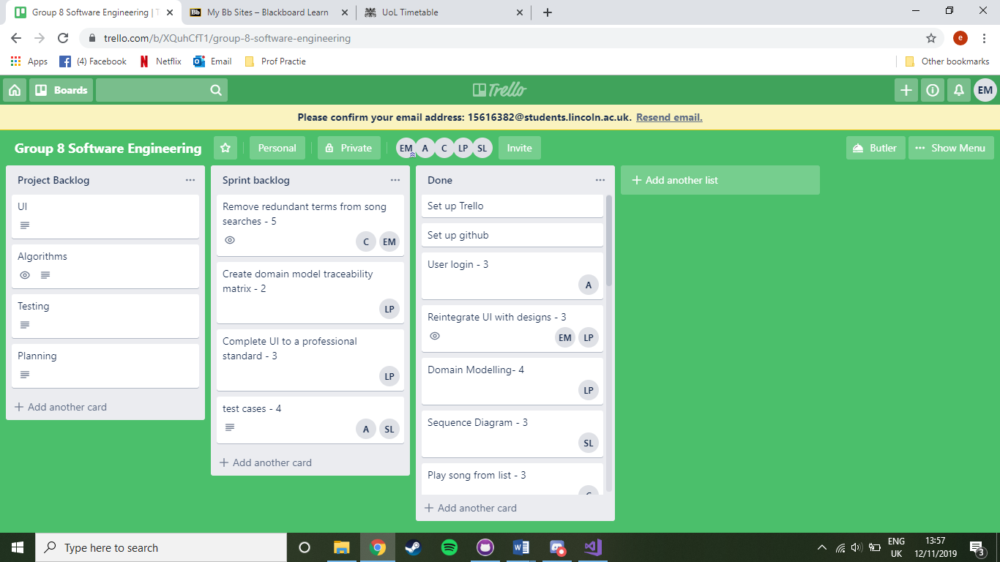 Group 8 Software Engineering | T
My Bb Sites – Blackboard Learn
UoL Timetable
trello.com/b/XQuhCfT1/group-8-software-engineering
e
Apps
(4) Facebook
Netflix
Email
Prof Practie
Other bookmarks
Boards
Trello
EM
Please confirm your email address: 15616382@students.lincoln.ac.uk. Resend email.
Group 8 Software Engineering
Personal
Private
EM A C LP SL
Invite
Butler
Show Menu
Project Backlog
UI
Algorithms
Testing
Planning
Add another card
Sprint backlog
Remove redundant terms from song
searches - 5
C EM
Create domain model traceability
matrix - 2
LP
Complete UI to a professional
standard - 3
LP
test cases - 4
A SL
Add another card
Done
Set up Trello
Set up github
User login - 3
A
Reintegrate UI with designs - 3
EM LP
Domain Modelling- 4
LP
Sequence Diagram - 3
SL
Play song from list - 3
Add another card
Add another list
Type here to search
ENG
UK
13:57
12/11/2019
3